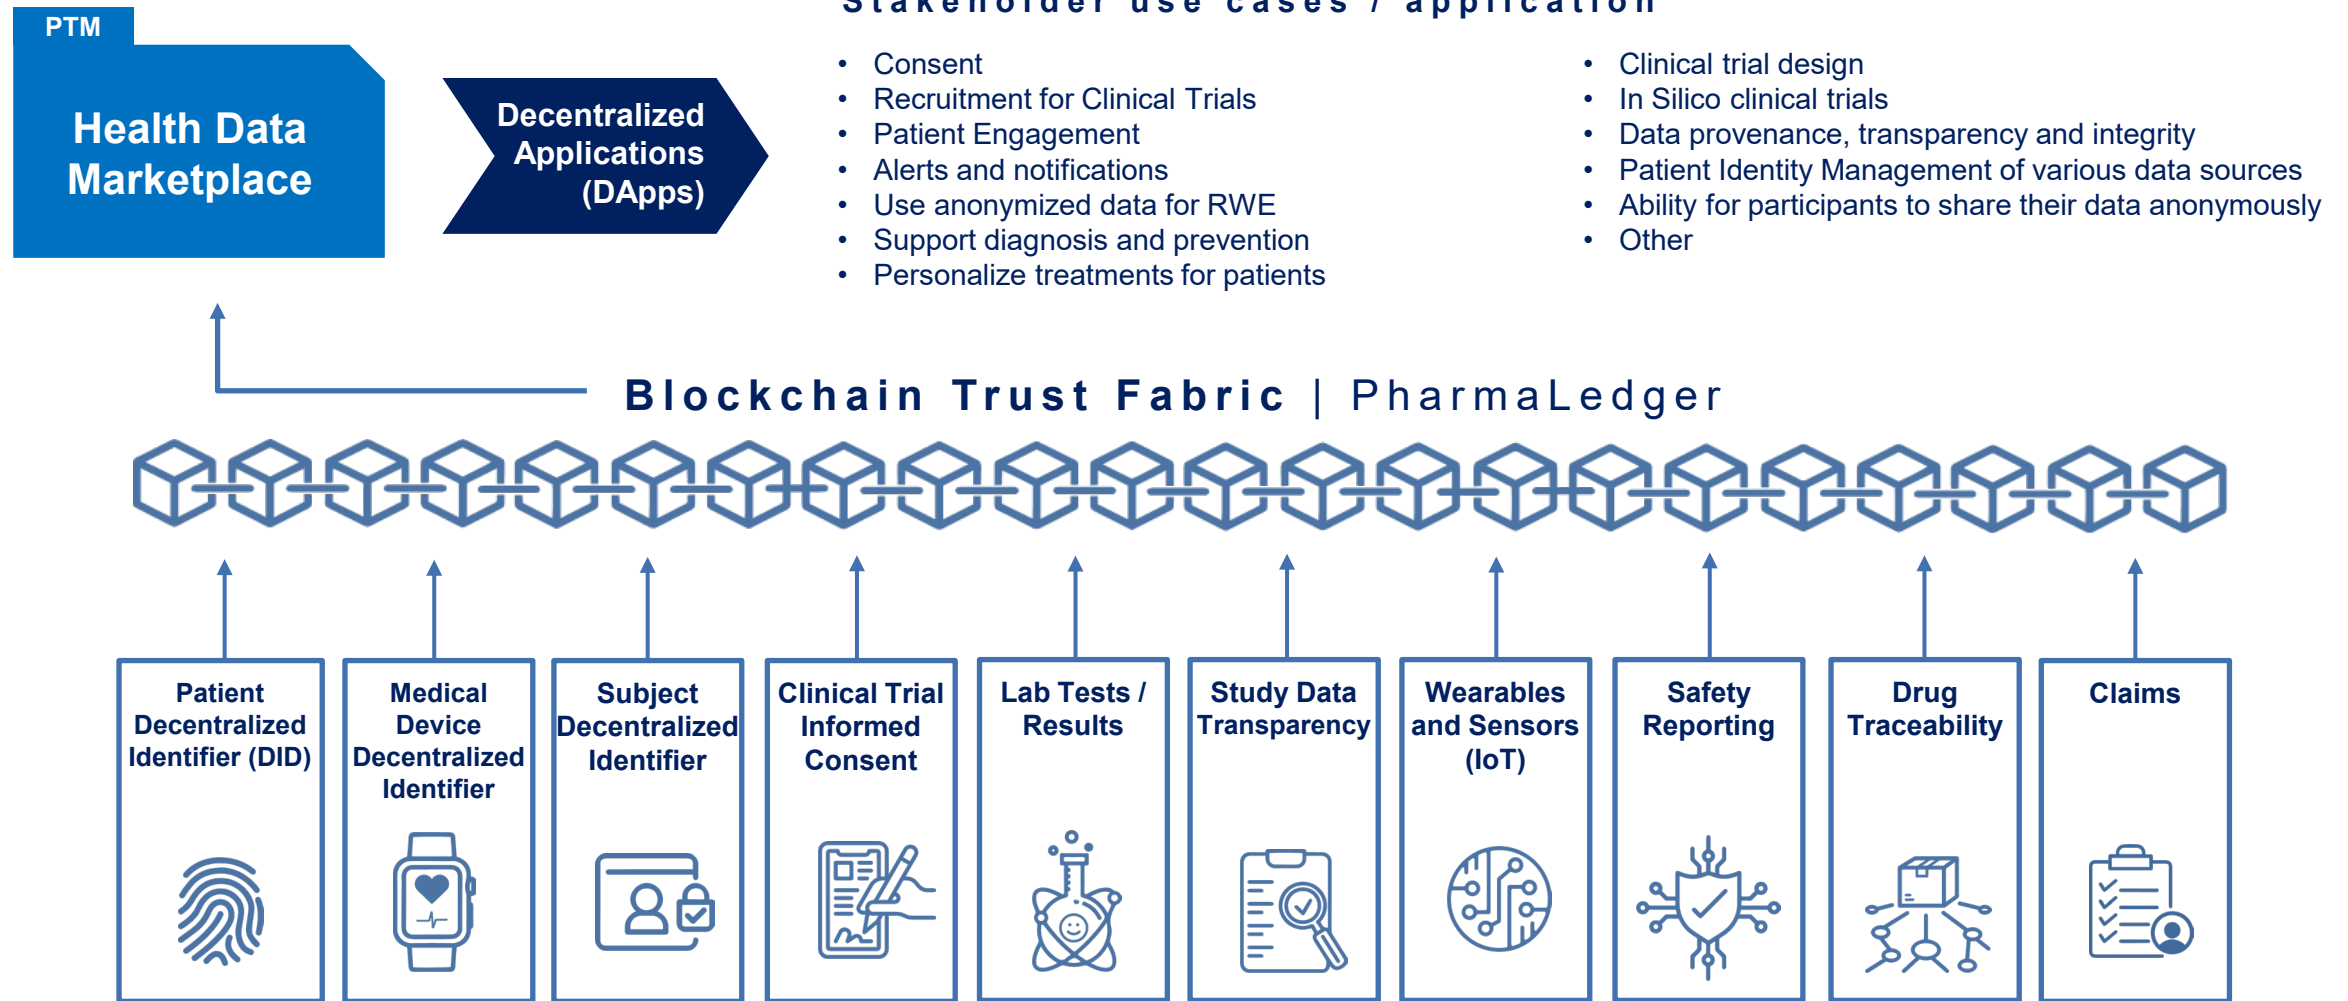 Stakeholder use cases / application
PTM
Health Data
Marketplace
Decentralized
Applications
(DApps)
• Consent
• Recruitment for Clinical Trials
• Patient Engagement
• Alerts and notifications
• Use anonymized data for RWE
• Support diagnosis and prevention
• Personalize treatments for patients
• Clinical trial design
• In Silico clinical trials
• Data provenance, transparency and integrity
• Patient Identity Management of various data sources
• Ability for participants to share their data anonymously
• Other
Blockchain Trust Fabric | PharmaLedger
Patient
Decentralized
Identifier (DID)
Medical
Device
Decentralized
Identifier
Subject
Decentralized
Identifier
Clinical Trial
Informed
Consent
Lab Tests /
Results
Study Data
Transparency
Wearables
and Sensors
(IoT)
Safety
Reporting
Drug
Traceability
Claims